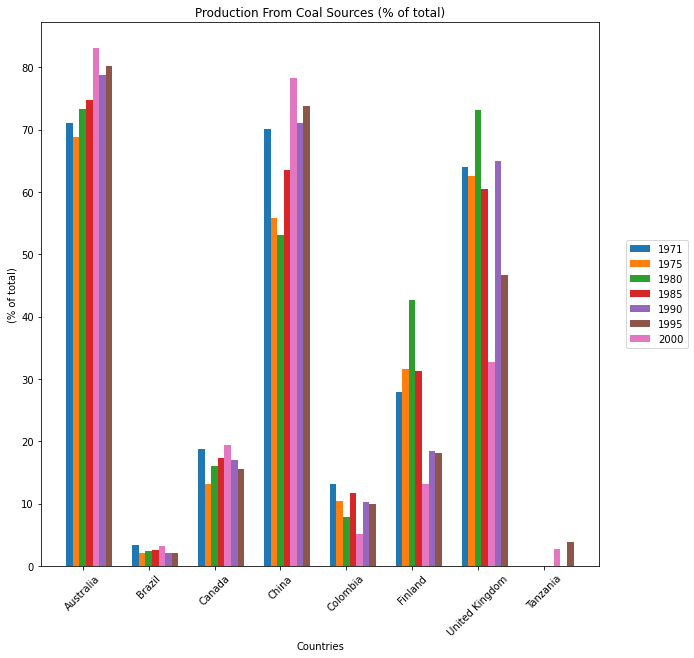 Production From Coal Sources (% of total)
(% of total)
80
70
60
50
40
30
20
10
0
Australia
Brazil
Canada
China
Colombia
Finland
United Kingdom
Tanzania
Countries
1971
1975
1980
1985
1990
1995
2000